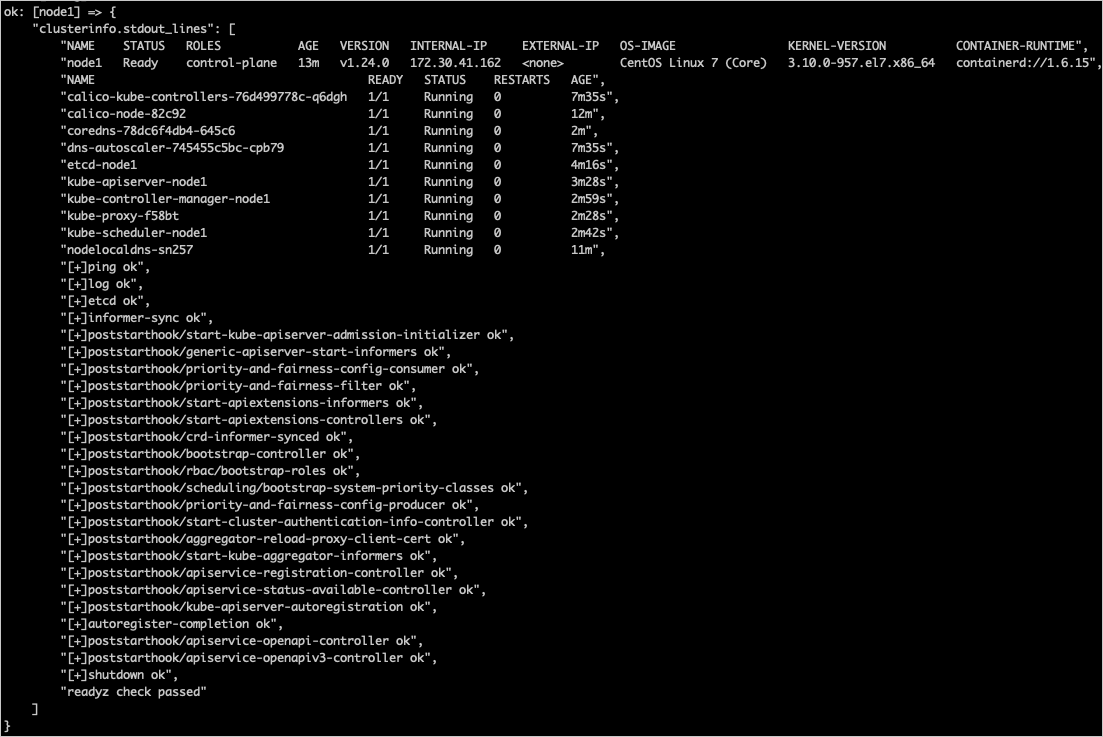 ok: [node1] => {
    "clusterinfo.stdout_lines": [
        "NAME    STATUS   ROLES           AGE   VERSION   INTERNAL-IP     EXTERNAL-IP   OS-IMAGE                KERNEL-VERSION          CONTAINER-RUNTIME",
        "node1   Ready    control-plane   13m   v1.24.0   172.30.41.162   <none>        CentOS Linux 7 (Core)   3.10.0-957.el7.x86_64   containerd://1.6.15",
        "NAME                                       READY   STATUS    RESTARTS   AGE",
        "calico-kube-controllers-76d499778c-q6dgh   1/1     Running   0          7m35s",
        "calico-node-82c92                          1/1     Running   0          12m",
        "coredns-78dc6f4db4-645c6                   1/1     Running   0          2m",
        "dns-autoscaler-745455c5bc-cpb79            1/1     Running   0          7m35s",
        "etcd-node1                                 1/1     Running   0          4m16s",
        "kube-apiserver-node1                       1/1     Running   0          3m28s",
        "kube-controller-manager-node1              1/1     Running   0          2m59s",
        "kube-proxy-f58bt                           1/1     Running   0          2m28s",
        "kube-scheduler-node1                       1/1     Running   0          2m42s",
        "nodelocaldns-sn257                         1/1     Running   0          11m",
        "[+]ping ok",
        "[+]log ok",
        "[+]etcd ok",
        "[+]informer-sync ok",
        "[+]poststarthook/start-kube-apiserver-admission-initializer ok",
        "[+]poststarthook/generic-apiserver-start-informers ok",
        "[+]poststarthook/priority-and-fairness-config-consumer ok",
        "[+]poststarthook/priority-and-fairness-filter ok",
        "[+]poststarthook/start-apiextensions-informers ok",
        "[+]poststarthook/start-apiextensions-controllers ok",
        "[+]poststarthook/crd-informer-synced ok",
        "[+]poststarthook/bootstrap-controller ok",
        "[+]poststarthook/rbac/bootstrap-roles ok",
        "[+]poststarthook/scheduling/bootstrap-system-priority-classes ok",
        "[+]poststarthook/priority-and-fairness-config-producer ok",
        "[+]poststarthook/start-cluster-authentication-info-controller ok",
        "[+]poststarthook/aggregator-reload-proxy-client-cert ok",
        "[+]poststarthook/start-kube-aggregator-informers ok",
        "[+]poststarthook/apiservice-registration-controller ok",
        "[+]poststarthook/apiservice-status-available-controller ok",
        "[+]poststarthook/kube-apiserver-autoregistration ok",
        "[+]autoregister-completion ok",
        "[+]poststarthook/apiservice-openapi-controller ok",
        "[+]poststarthook/apiservice-openapiv3-controller ok",
        "[+]shutdown ok",
        "readyz check passed"
    ]
}